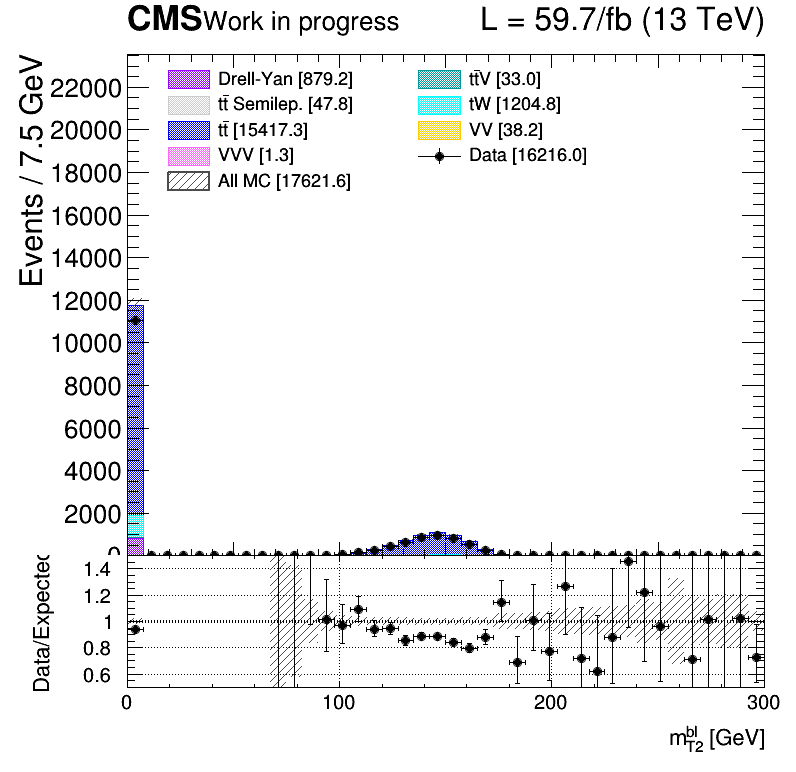 CMS Work in progress L = 59.7/fb (13 TeV)
Events / 7.5 GeV
22000
20000
18000
16000
14000
12000
10000
8000
6000
4000
2000
0
Drell-Yan [879.2]
tt̄ Semilep. [47.8]
tt̄ [15417.3]
VVV [1.3]
All MC [17621.6]
tt̄V [33.0]
tW [1204.8]
VV [38.2]
Data [16216.0]
Data/Expected
1.4
1.2
1
0.8
0.6
0 100 200 300
m_{T2}^{bl} [GeV]